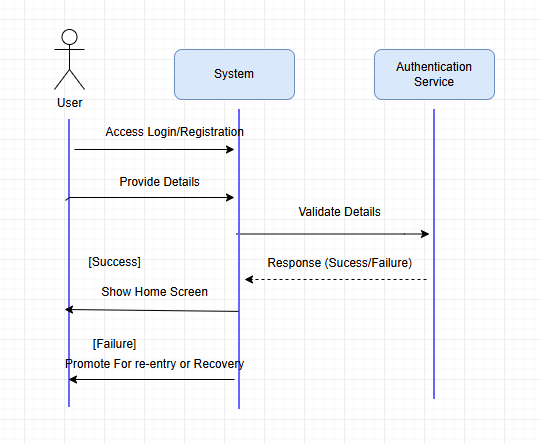 User
System
Authentication
Service
Access Login/Registration
Provide Details
Validate Details
[Success]
Response (Sucess/Failure)
Show Home Screen
[Failure]
Promote For re-entry or Recovery